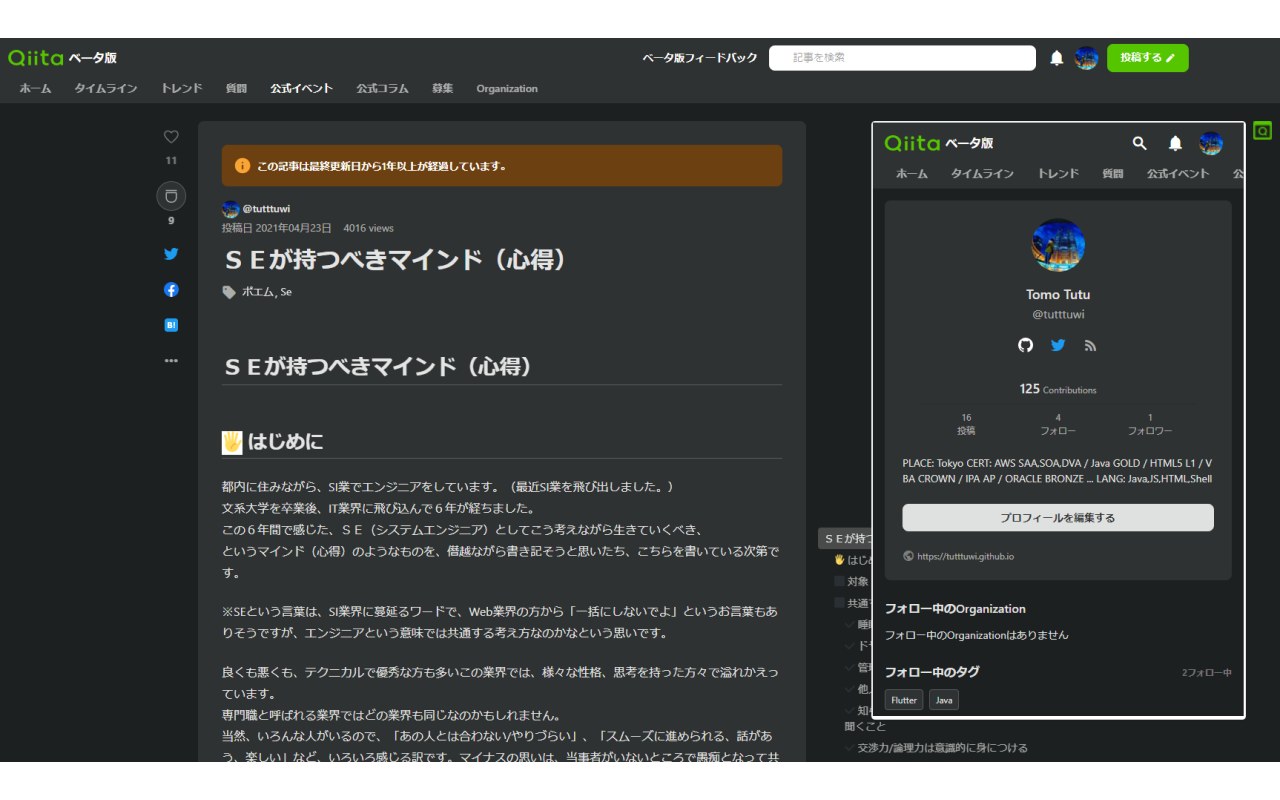 Qiita ベータ版
ベータ版フィードバック
記事を検索
投稿する
ホーム タイムライン トレンド 質問 公式イベント 公式コラム 募集 Organization
11
9
B!
この記事は最終更新日から1年以上が経過しています。
@tutttuwi
投稿日 2021年04月23日 4016 views
ＳＥが持つべきマインド（心得）
ポエム, Se
ＳＥが持つべきマインド（心得）
はじめに
都内に住みながら、SI業でエンジニアをしています。（最近SI業を飛び出しました。）
文系大学を卒業後、IT業界に飛び込んで６年が経ちました。
この６年間で感じた、ＳＥ（システムエンジニア）としてこう考えながら生きていくべき、
というマインド（心得）のようなものを、僭越ながら書き記そうと思いたち、こちらを書いている次第で
す。
※SEという言葉は、SI業界に蔓延るワードで、Web業界の方から「一括にしないでよ」というお言葉もあ
りそうですが、エンジニアという意味では共通する考え方なのかなという思いです。
良くも悪くも、テクニカルで優秀な方も多いこの業界では、様々な性格、思考を持った方々で溢れかえっ
ています。
専門職と呼ばれる業界ではどの業界も同じなのかもしれません。
当然、いろんな人がいるので、「あの人とは合わない/やりづらい」、「スムーズに進められる、話があ
う、楽しい」など、いろいろ感じる訳です。マイナスの思いは、当事者がいないところで愚痴となって共
ＳＥが持つ
はじめ
対象
共通
睡
ド
管
他
知
聞くこと
交渉力/論理力は意識的に身につける
Qiita ベータ版
ホーム タイムライン トレンド 質問 公式イベント 公
Tomo Tutu
@tutttuwi
125 Contributions
16 4 1
投稿 フォロー フォロワー
PLACE: Tokyo CERT: AWS SAA,SOA,DVA / Java GOLD / HTML5 L1 / V
BA CROWN / IPA AP / ORACLE BRONZE ... LANG: Java,JS,HTML,Shell
プロフィールを編集する
https://tutttuwi.github.io
フォロー中のOrganization
フォロー中のOrganizationはありません
フォロー中のタグ 2フォロー中
Flutter Java